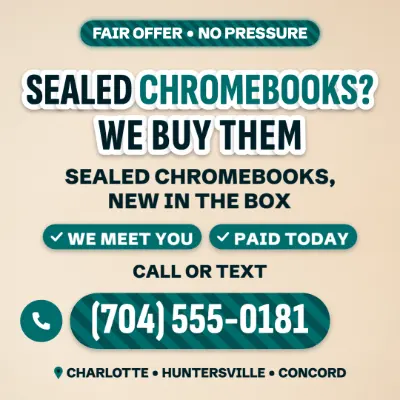 FAIR OFFER • NO PRESSURE
SEALED CHROMEBOOKS?
WE BUY THEM
SEALED CHROMEBOOKS,
NEW IN THE BOX
✓ WE MEET YOU ✓ PAID TODAY
CALL OR TEXT
(704) 555-0181
CHARLOTTE • HUNTERSVILLE • CONCORD